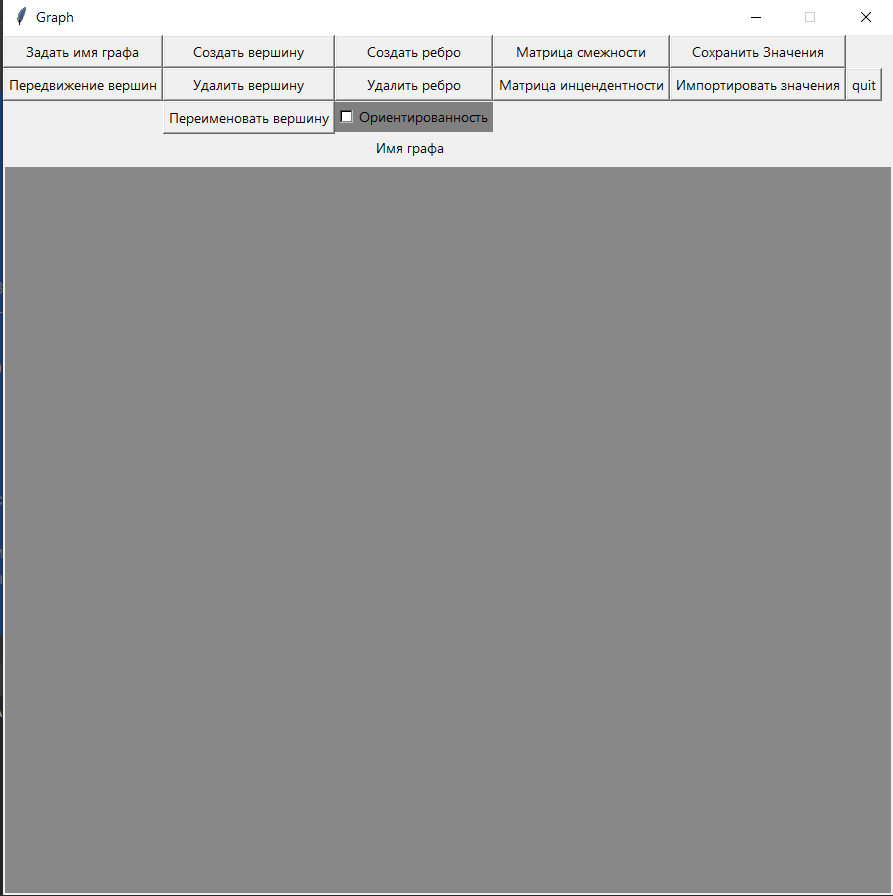 Graph
Задать имя графа Создать вершину Создать ребро Матрица смежности Сохранить Значения
Передвижение вершин Удалить вершину Удалить ребро Матрица инцендентности Импортировать значения quit
Переименовать вершину Ориентированность
Имя графа